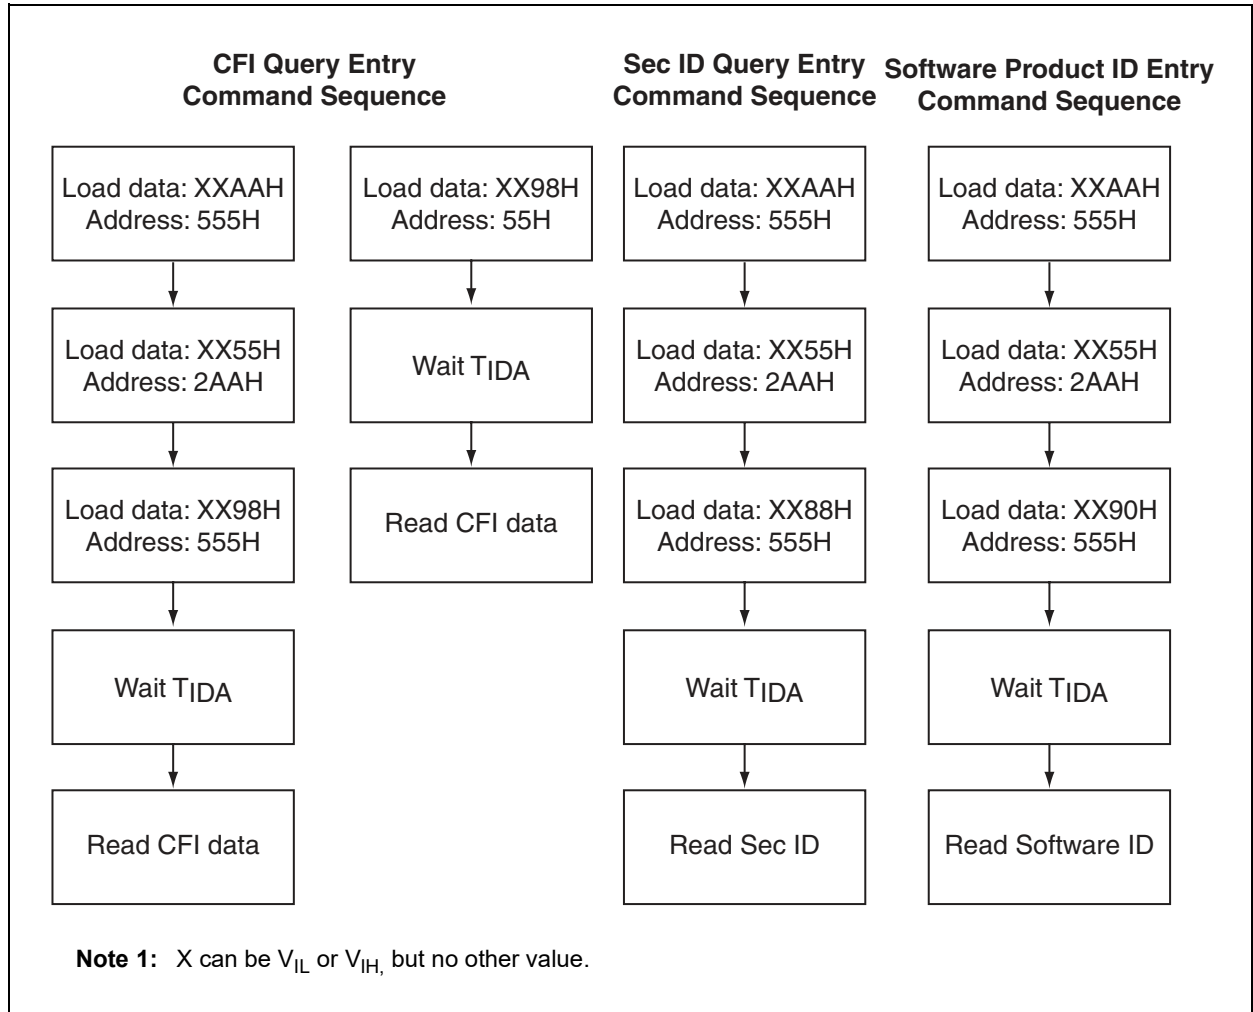 CFI Query Entry
Command Sequence
Sec ID Query Entry
Command Sequence
Software Product ID Entry
Command Sequence
Load data: XXAAH
Address: 555H
Load data: XX55H
Address: 2AAH
Load data: XX98H
Address: 555H
Wait TIDA
Read CFI data
Load data: XX98H
Address: 55H
Wait TIDA
Read CFI data
Load data: XXAAH
Address: 555H
Load data: XX55H
Address: 2AAH
Load data: XX88H
Address: 555H
Wait TIDA
Read Sec ID
Load data: XXAAH
Address: 555H
Load data: XX55H
Address: 2AAH
Load data: XX90H
Address: 555H
Wait TIDA
Read Software ID
Note 1: X can be VIL or VIH, but no other value.